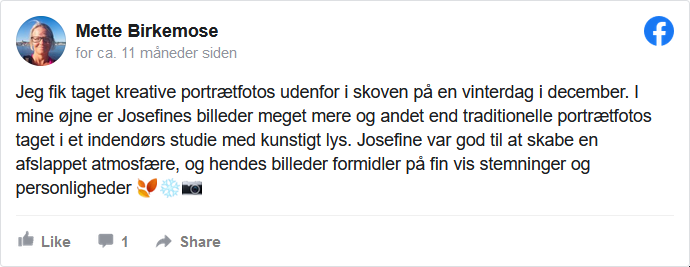 Mette Birkemose
for ca. 11 måneder siden
Jeg fik taget kreative portrætfotos udenfor i skoven på en vinterdag i december. I
mine øjne er Josefines billeder meget mere og andet end traditionelle portrætfotos
taget i et indendørs studie med kunstigt lys. Josefine var god til at skabe en
afslappet atmosfære, og hendes billeder formidler på fin vis stemninger og
personligheder 🍂❄️📷
Like 1 Share